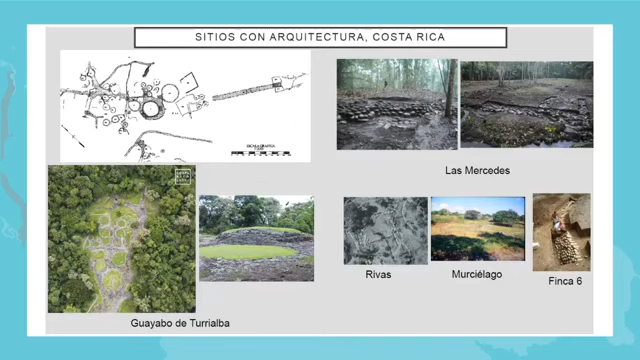 SITIOS CON ARQUITECTURA, COSTA RICA
Las Mercedes
Rivas
Murciélago
Finca 6
Guayabo de Turrialba